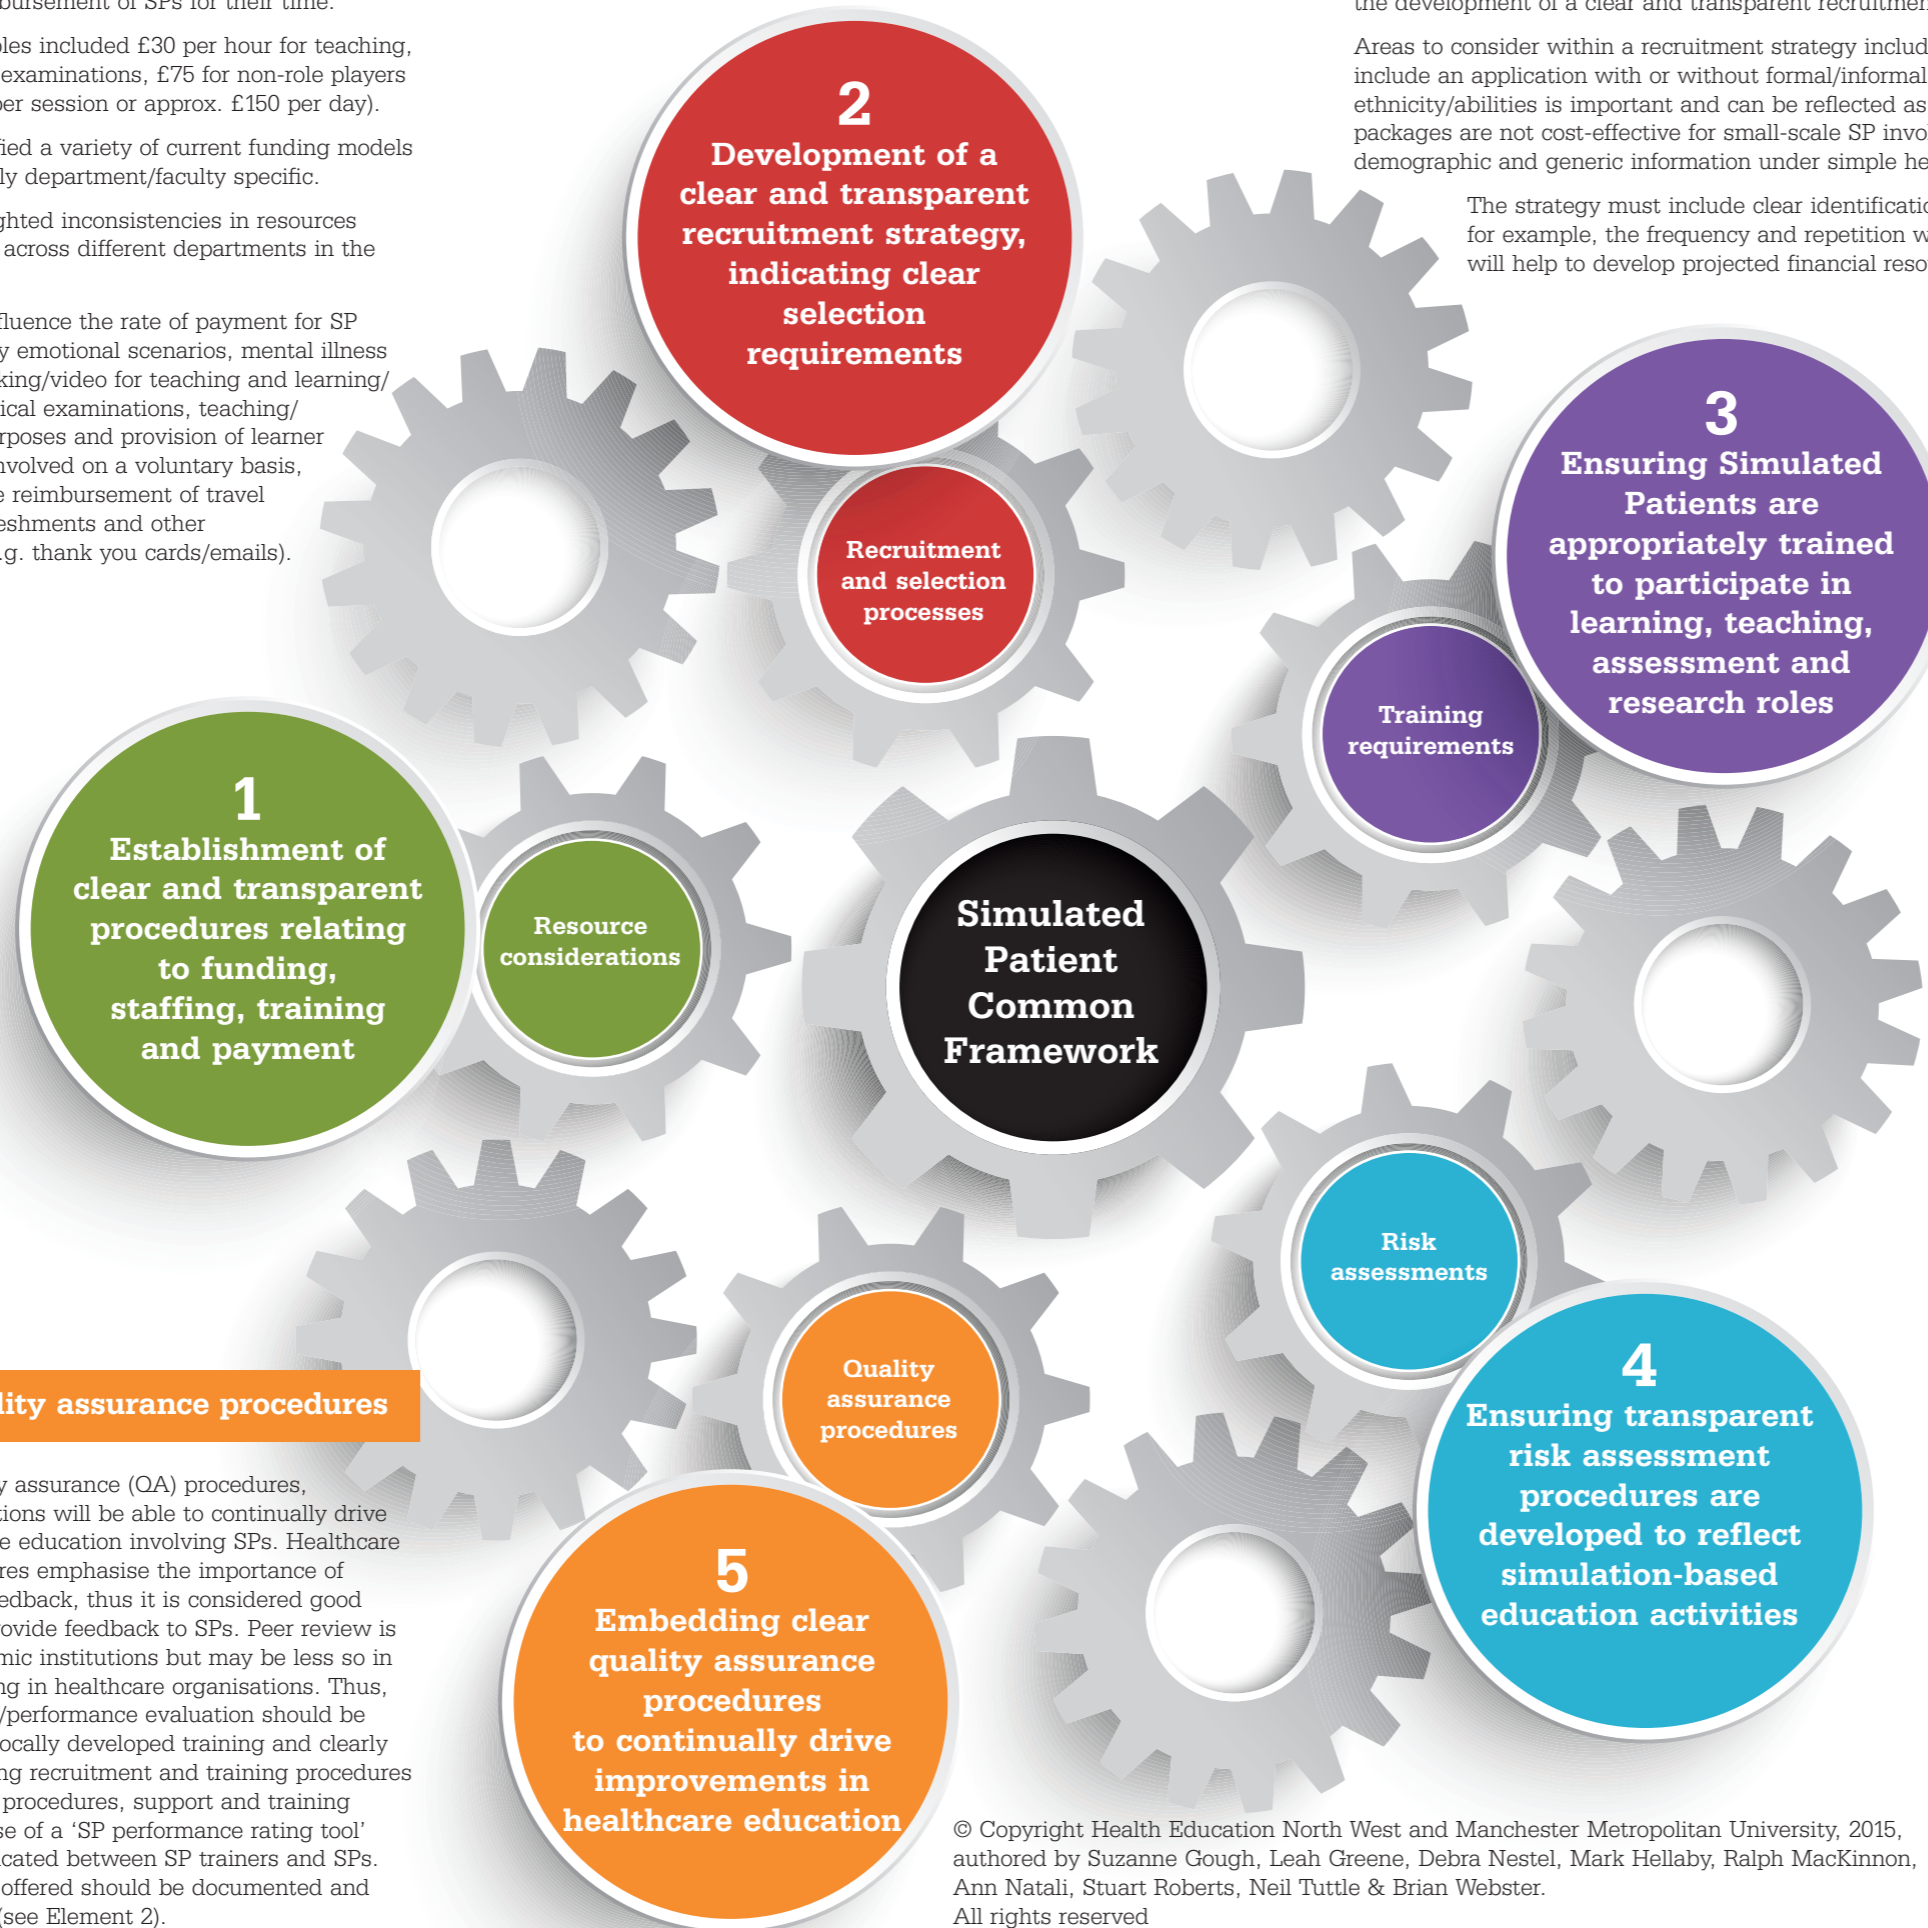 bursement of SPs for their time.
ples included £30 per hour for teaching,
examinations, £75 for non-role players
per session or approx. £150 per day).
fied a variety of current funding models
ly department/faculty specific.
ghted inconsistencies in resources
across different departments in the
fluence the rate of payment for SP
y emotional scenarios, mental illness
king/video for teaching and learning/
ical examinations, teaching/
rposes and provision of learner
nvolved on a voluntary basis,
e reimbursement of travel
eshments and other
.g. thank you cards/emails).
2
Development of a
clear and transparent
recruitment strategy,
indicating clear
selection
requirements
Recruitment
and selection
processes
the development of a clear and transparent recruitmen
Areas to consider within a recruitment strategy includ
include an application with or without formal/informal
ethnicity/abilities is important and can be reflected as
packages are not cost-effective for small-scale SP invol
demographic and generic information under simple he
The strategy must include clear identificatio
for example, the frequency and repetition w
will help to develop projected financial reso
3
Ensuring Simulated
Patients are
appropriately trained
to participate in
learning, teaching,
assessment and
research roles
Training
requirements
1
Establishment of
clear and transparent
procedures relating
to funding,
staffing, training
and payment
Resource
considerations
Simulated
Patient
Common
Framework
Risk
assessments
4
Ensuring transparent
risk assessment
procedures are
developed to reflect
simulation-based
education activities
Quality
assurance
procedures
5
Embedding clear
quality assurance
procedures
to continually drive
improvements in
healthcare education
lity assurance procedures
y assurance (QA) procedures,
tions will be able to continually drive
e education involving SPs. Healthcare
res emphasise the importance of
edback, thus it is considered good
rovide feedback to SPs. Peer review is
mic institutions but may be less so in
ng in healthcare organisations. Thus,
/performance evaluation should be
locally developed training and clearly
ng recruitment and training procedures
procedures, support and training
se of a ‘SP performance rating tool’
icated between SP trainers and SPs.
offered should be documented and
(see Element 2).
© Copyright Health Education North West and Manchester Metropolitan University, 2015,
authored by Suzanne Gough, Leah Greene, Debra Nestel, Mark Hellaby, Ralph MacKinnon,
Ann Natali, Stuart Roberts, Neil Tuttle & Brian Webster.
All rights reserved